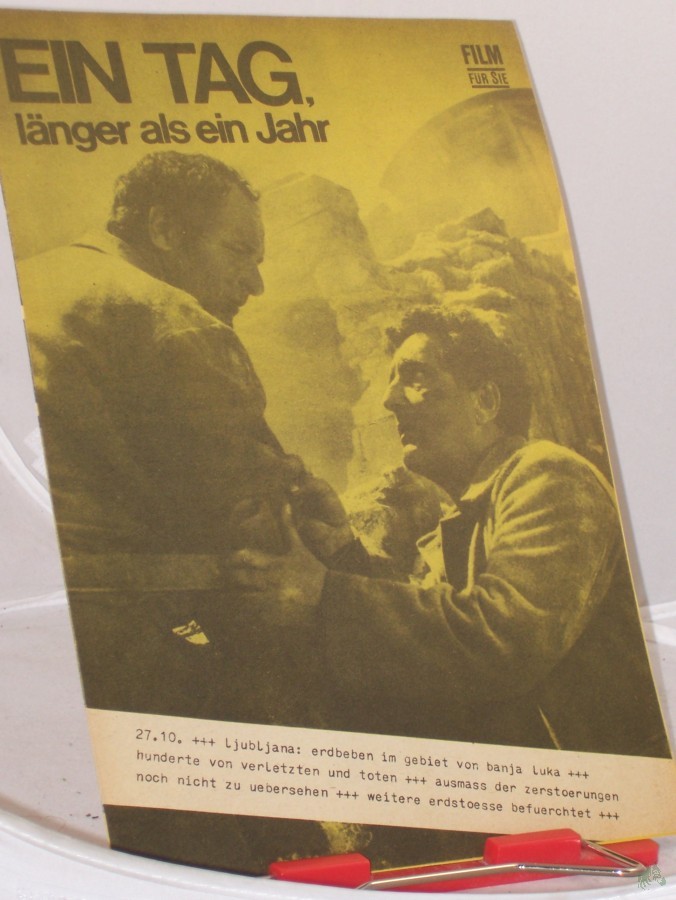 EIN TAG,
länger als ein Jahr
FILM
FÜR SIE
27.10. +++ ljubljana: erdbeben im gebiet von banja luka +++
hunderte von verletzten und toten +++ ausmass der zerstoerungen
noch nicht zu uebersehen +++ weitere erdstoesse befuerchtet +++